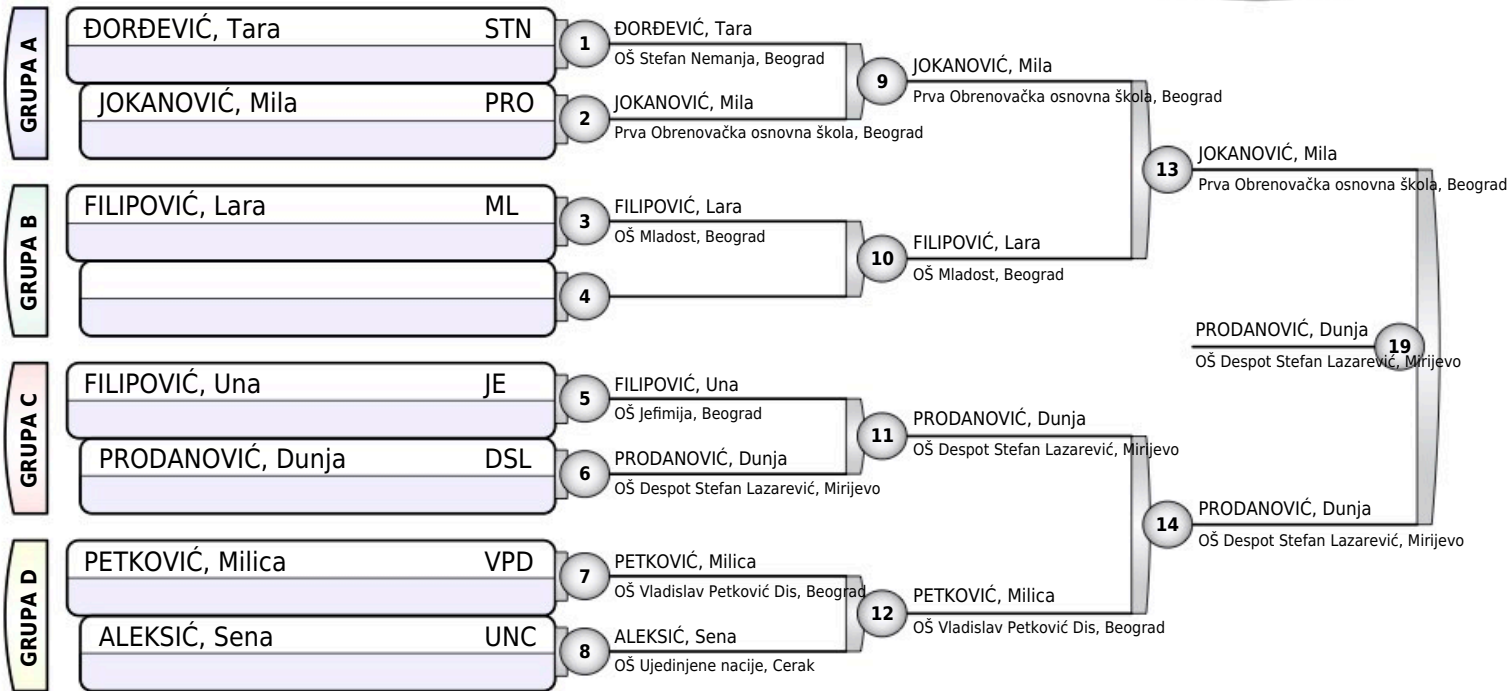 GRUPA A
ĐORĐEVIĆ, Tara STN
JOKANOVIĆ, Mila PRO
GRUPA B
FILIPOVIĆ, Lara ML
GRUPA C
FILIPOVIĆ, Una JE
PRODANOVIĆ, Dunja DSL
GRUPA D
PETKOVIĆ, Milica VPD
ALEKSIĆ, Sena UNC
1
ĐORĐEVIĆ, Tara
OŠ Stefan Nemanja, Beograd
2
JOKANOVIĆ, Mila
Prva Obrenovačka osnovna škola, Beograd
3
FILIPOVIĆ, Lara
OŠ Mladost, Beograd
4
5
FILIPOVIĆ, Una
OŠ Jefimija, Beograd
6
PRODANOVIĆ, Dunja
OŠ Despot Stefan Lazarević, Mirijevo
7
PETKOVIĆ, Milica
OŠ Vladislav Petković Dis, Beograd
8
ALEKSIĆ, Sena
OŠ Ujedinjene nacije, Cerak
9
JOKANOVIĆ, Mila
Prva Obrenovačka osnovna škola, Beograd
10
FILIPOVIĆ, Lara
OŠ Mladost, Beograd
11
PRODANOVIĆ, Dunja
OŠ Despot Stefan Lazarević, Mirijevo
12
PETKOVIĆ, Milica
OŠ Vladislav Petković Dis, Beograd
13
JOKANOVIĆ, Mila
Prva Obrenovačka osnovna škola, Beograd
14
PRODANOVIĆ, Dunja
OŠ Despot Stefan Lazarević, Mirijevo
PRODANOVIĆ, Dunja
19
OŠ Despot Stefan Lazarević, Mirijevo